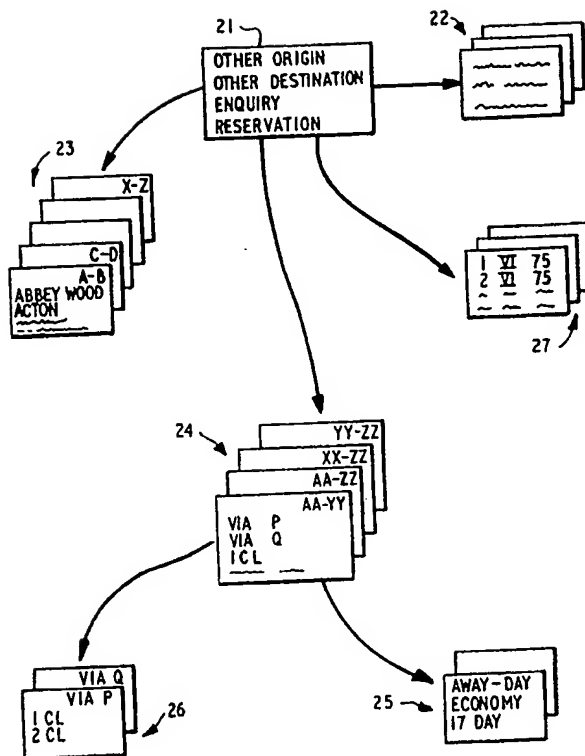 21
OTHER ORIGIN
OTHER DESTINATION
ENQUIRY
RESERVATION
22
23
X-Z
C-D
A-B
ABBEY WOOD
ACTON
1 VI 75
2 VI 75
27
24
YY-ZZ
XX-ZZ
AA-ZZ
AA-YY
VIA P
VIA Q
1CL
VIA Q
VIA P
1 CL
2 CL
26
25
AWAY-DAY
ECONOMY
17 DAY